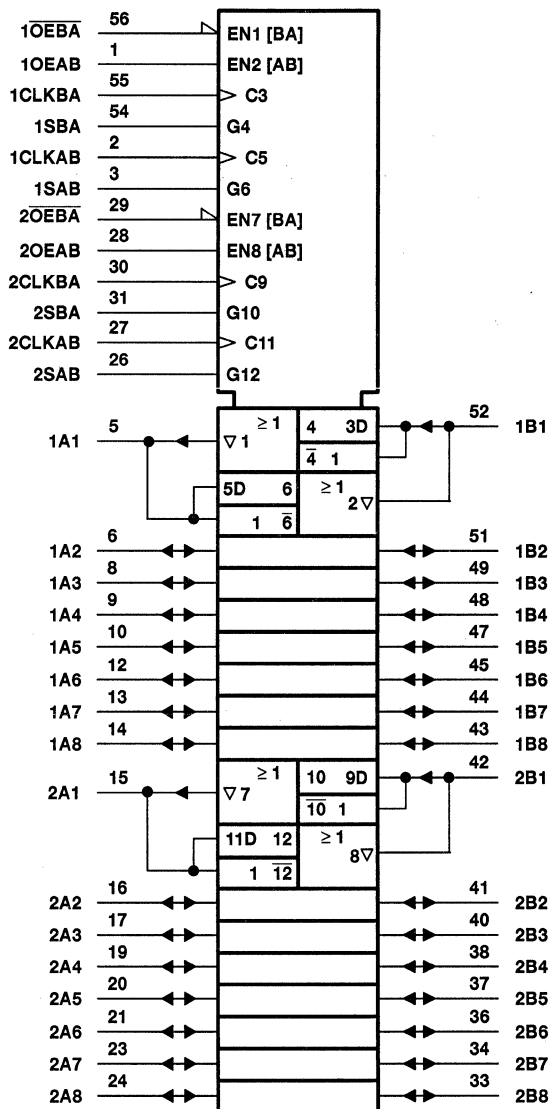 1O̅E̅B̅A̅ 56 EN1 [BA]
1OEAB 1 EN2 [AB]
1CLKBA 55 C3
1SBA 54 G4
1CLKAB 2 C5
1SAB 3 G6
2O̅E̅B̅A̅ 29 EN7 [BA]
2OEAB 28 EN8 [AB]
2CLKBA 30 C9
2SBA 31 G10
2CLKAB 27 C11
2SAB 26 G12
1A1 5 ▽1 ≥1 4 3D 52 1B1
4̅ 1
5D 6 ≥1 2▽
1 6̅
1A2 6 51 1B2
1A3 8 49 1B3
1A4 9 48 1B4
1A5 10 47 1B5
1A6 12 45 1B6
1A7 13 44 1B7
1A8 14 43 1B8
2A1 15 ▽7 ≥1 10 9D 42 2B1
1̅0̅ 1
11D 12 ≥1 8▽
1 1̅2̅
2A2 16 41 2B2
2A3 17 40 2B3
2A4 19 38 2B4
2A5 20 37 2B5
2A6 21 36 2B6
2A7 23 34 2B7
2A8 24 33 2B8